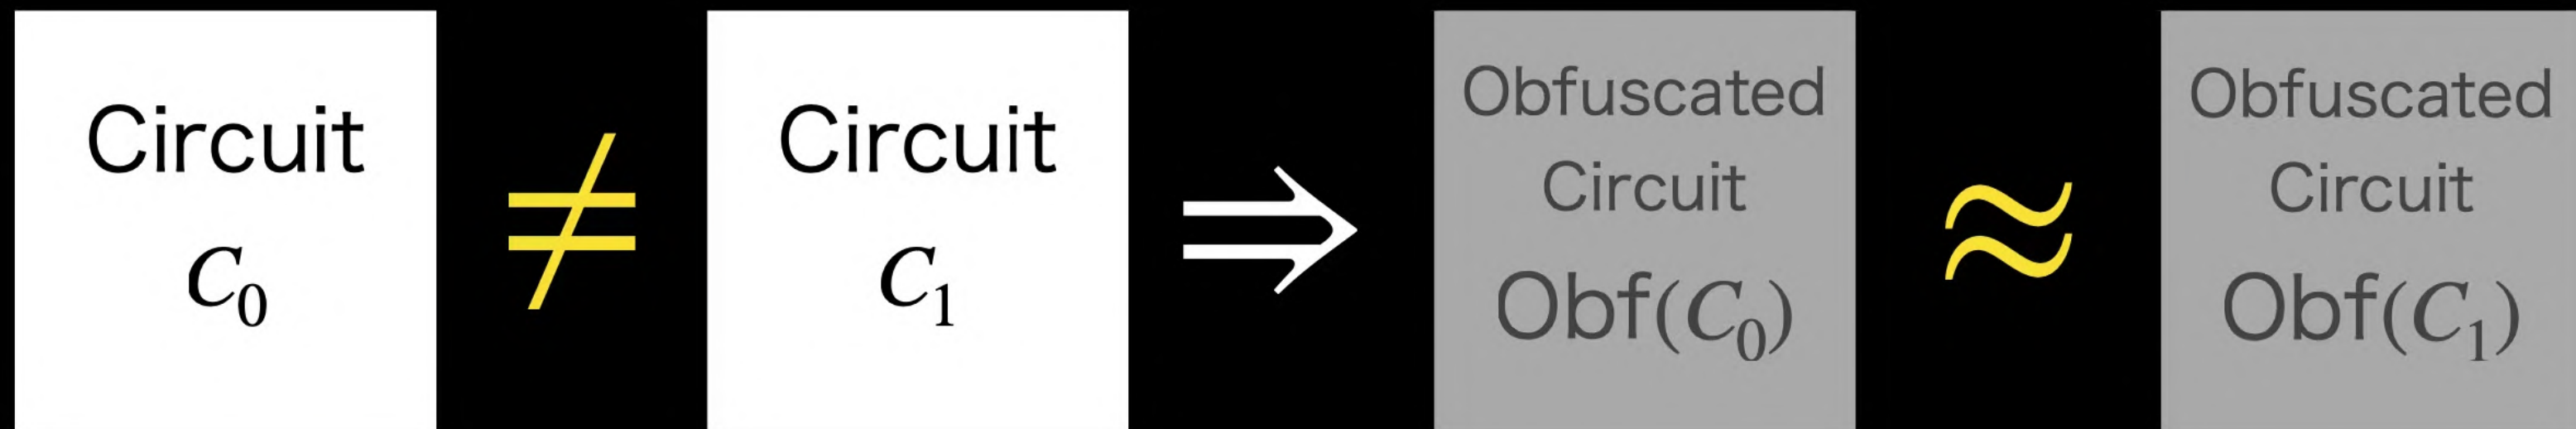 Circuit
C₀
≠
Circuit
C₁
⇒
Obfuscated
Circuit
Obf(C₀)
≈
Obfuscated
Circuit
Obf(C₁)